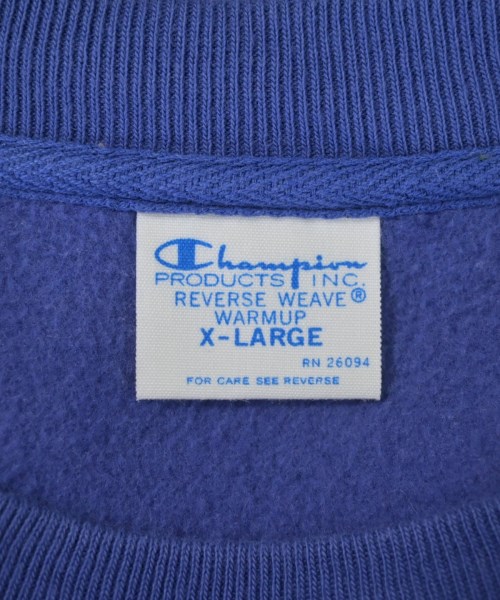 Champion
PRODUCTS INC.
REVERSE WEAVE®
WARMUP
X-LARGE
RN 26094
FOR CARE SEE REVERSE